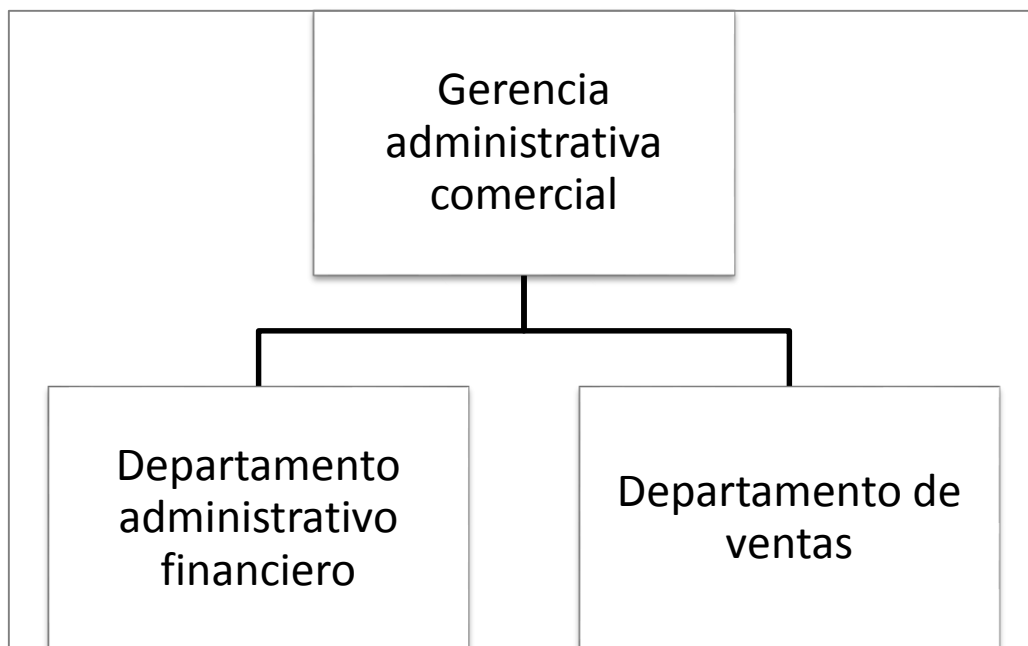 Gerencia
administrativa
comercial
Departamento
administrativo
financiero
Departamento de
ventas